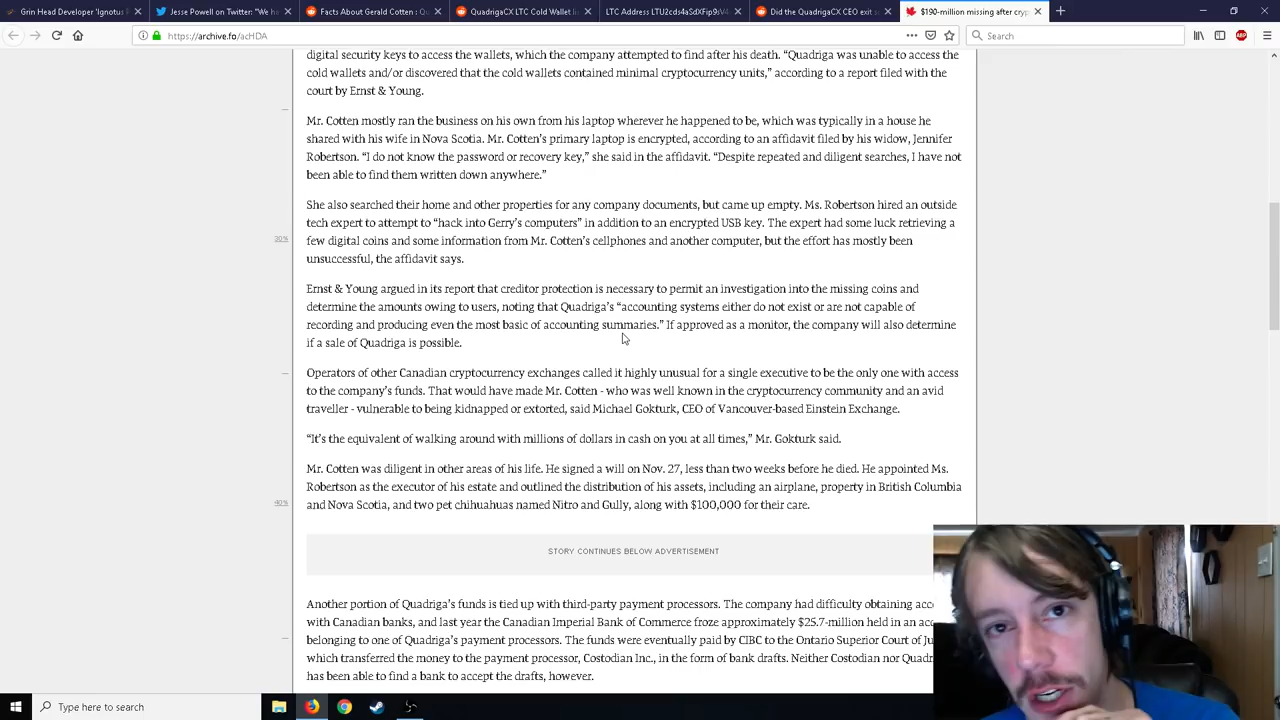 Grin Head Developer 'Ignotus
Jesse Powell on Twitter: "We ha
Facts About Gerald Cotten : Qu
QuadrigaCX LTC Cold Wallet li
LTC Address LTU2cds4aSdXFip9sV4
Did the QuadrigaCX CEO exit s
$190-million missing after cryp
https://archive.fo/acHDA
Search
digital security keys to access the wallets, which the company attempted to find after his death. “Quadriga was unable to access the
cold wallets and/or discovered that the cold wallets contained minimal cryptocurrency units,” according to a report filed with the
court by Ernst & Young.
Mr. Cotten mostly ran the business on his own from his laptop wherever he happened to be, which was typically in a house he
shared with his wife in Nova Scotia. Mr. Cotten’s primary laptop is encrypted, according to an affidavit filed by his widow, Jennifer
Robertson. “I do not know the password or recovery key,” she said in the affidavit. “Despite repeated and diligent searches, I have not
been able to find them written down anywhere.”
She also searched their home and other properties for any company documents, but came up empty. Ms. Robertson hired an outside
tech expert to attempt to “hack into Gerry’s computers” in addition to an encrypted USB key. The expert had some luck retrieving a
30%
few digital coins and some information from Mr. Cotten’s cellphones and another computer, but the effort has mostly been
unsuccessful, the affidavit says.
Ernst & Young argued in its report that creditor protection is necessary to permit an investigation into the missing coins and
determine the amounts owing to users, noting that Quadriga’s “accounting systems either do not exist or are not capable of
recording and producing even the most basic of accounting summaries.” If approved as a monitor, the company will also determine
if a sale of Quadriga is possible.
Operators of other Canadian cryptocurrency exchanges called it highly unusual for a single executive to be the only one with access
to the company’s funds. That would have made Mr. Cotten - who was well known in the cryptocurrency community and an avid
traveller - vulnerable to being kidnapped or extorted, said Michael Gokturk, CEO of Vancouver-based Einstein Exchange.
“It’s the equivalent of walking around with millions of dollars in cash on you at all times,” Mr. Gokturk said.
Mr. Cotten was diligent in other areas of his life. He signed a will on Nov. 27, less than two weeks before he died. He appointed Ms.
Robertson as the executor of his estate and outlined the distribution of his assets, including an airplane, property in British Columbia
40%
and Nova Scotia, and two pet chihuahuas named Nitro and Gully, along with $100,000 for their care.
STORY CONTINUES BELOW ADVERTISEMENT
Another portion of Quadriga’s funds is tied up with third-party payment processors. The company had difficulty obtaining acc
with Canadian banks, and last year the Canadian Imperial Bank of Commerce froze approximately $25.7-million held in an acc
belonging to one of Quadriga’s payment processors. The funds were eventually paid by CIBC to the Ontario Superior Court of Ju
which transferred the money to the payment processor, Costodian Inc., in the form of bank drafts. Neither Costodian nor Quadr
has been able to find a bank to accept the drafts, however.
Type here to search